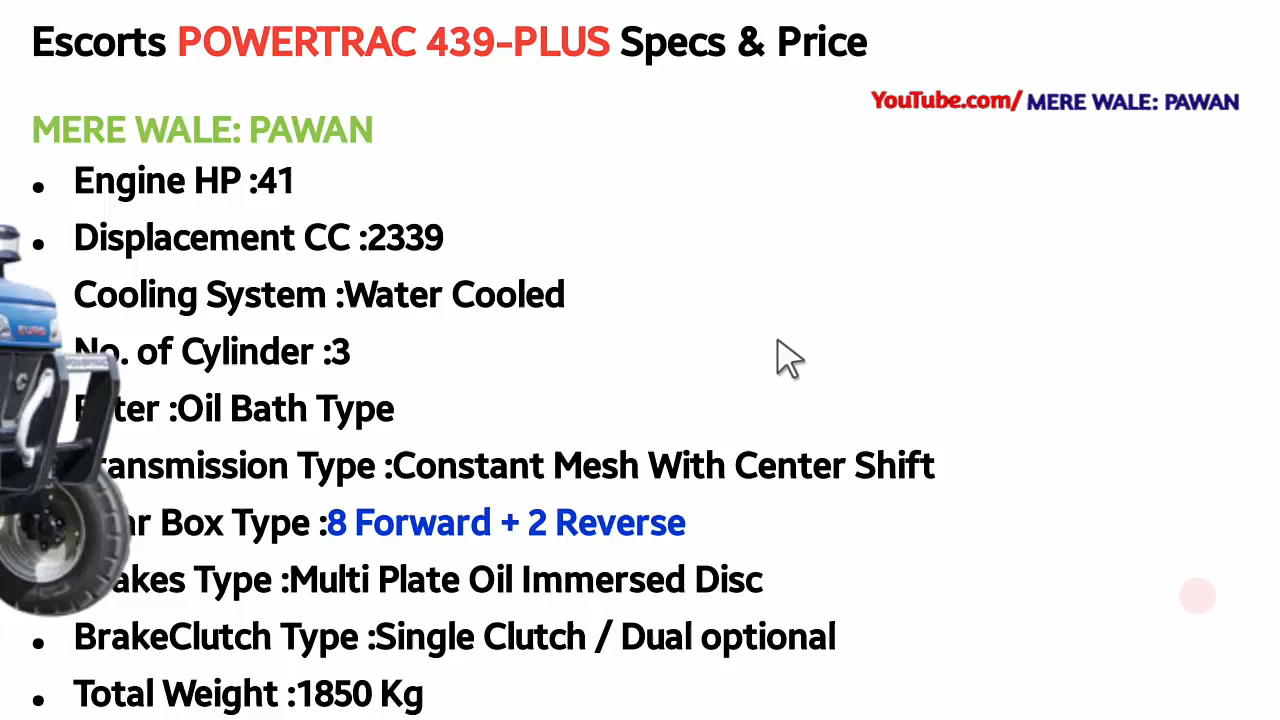 Escorts POWERTRAC 439-PLUS Specs & Price
YouTube.com/ MERE WALE: PAWAN
MERE WALE: PAWAN
• Engine HP :41
• Displacement CC :2339
Cooling System :Water Cooled
No. of Cylinder :3
:Oil Bath Type
Type :Constant Mesh With Center Shift
Box Type :8 Forward + 2 Reverse
Type :Multi Plate Oil Immersed Disc
• BrakeClutch Type :Single Clutch / Dual optional
• Total Weight :1850 Kg
EURO